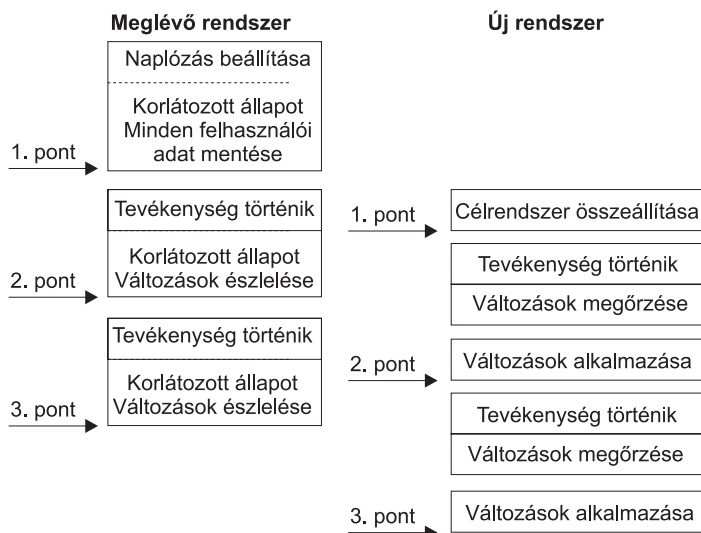 Meglévő rendszer
Naplózás beállítása
Korlátozott állapot
Minden felhasználói
adat mentése
1. pont
Tevékenység történik
Korlátozott állapot
Változások észlelése
2. pont
Tevékenység történik
Korlátozott állapot
Változások észlelése
3. pont
Új rendszer
1. pont
Célrendszer összeállítása
Tevékenység történik
Változások megőrzése
2. pont
Változások alkalmazása
Tevékenység történik
Változások megőrzése
3. pont
Változások alkalmazása